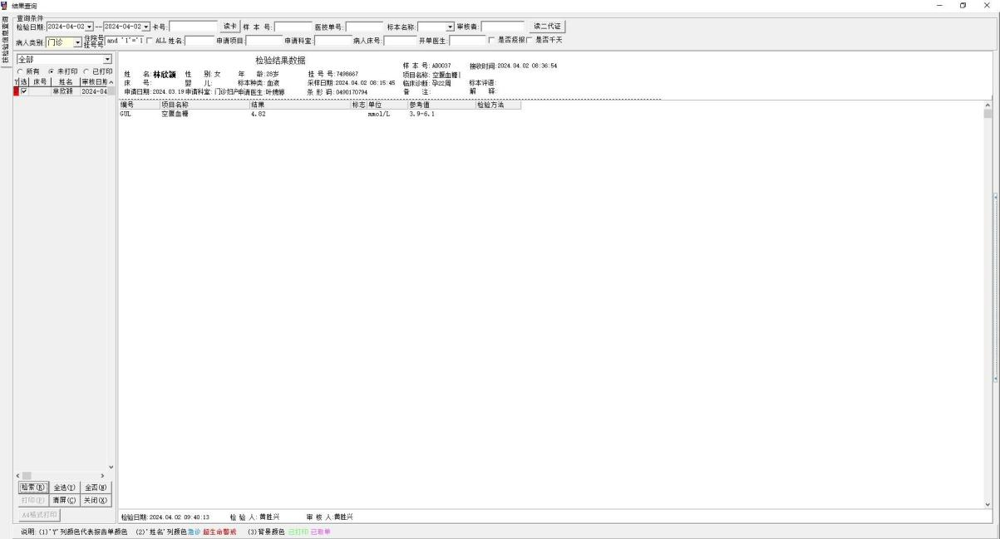 结果查询
查询条件
检验日期: 2024-04-02 -- 2024-04-02 卡号: 读卡 样 本 号: 医技单号: 标本名称: 审核者: 读二代证
病人类别: 门诊 住院号 挂号号 and '1'='1 ALL 姓名: 申请项目: 申请科室: 病人床号: 开单医生: 是否疫报 是否千天
全部
所有 未打印 已打印
Y 选 床号 姓名 审核日期
林欣颖 2024-04
检验结果数据
样 本 号: AD0037 接收时间:2024.04.02 08:36:54
姓 名: 林欣颖 性 别: 女 年 龄:28岁 挂 号 号:7498667 项目名称: 空腹血糖|
床 号: 婴 儿: 标本种类: 血液 采样日期:2024.04.02 08:15:45 临床诊断: 孕22周 标本评语:
申请日期:2024.03.19 申请科室: 门诊妇产 申请医生: 叶娉婷 条 形 码:0490170794 备 注: 解 释:
编号 项目名称 结果 标志 单位 参考值 检验方法
GUL 空腹血糖 4.82 mmol/L 3.9-6.1
检索(R) 全选(Y) 全否(N)
打印(P) 清屏(C) 关闭(X)
A4格式打印
检验日期:2024.04.02 09:40:13 检 验 人: 黄胜兴 审 核 人: 黄胜兴
说明: (1)'Y'列颜色代表报告单颜色 (2)'姓名'列颜色 急诊 超生命警戒 (3)背景颜色 已打印 已取单